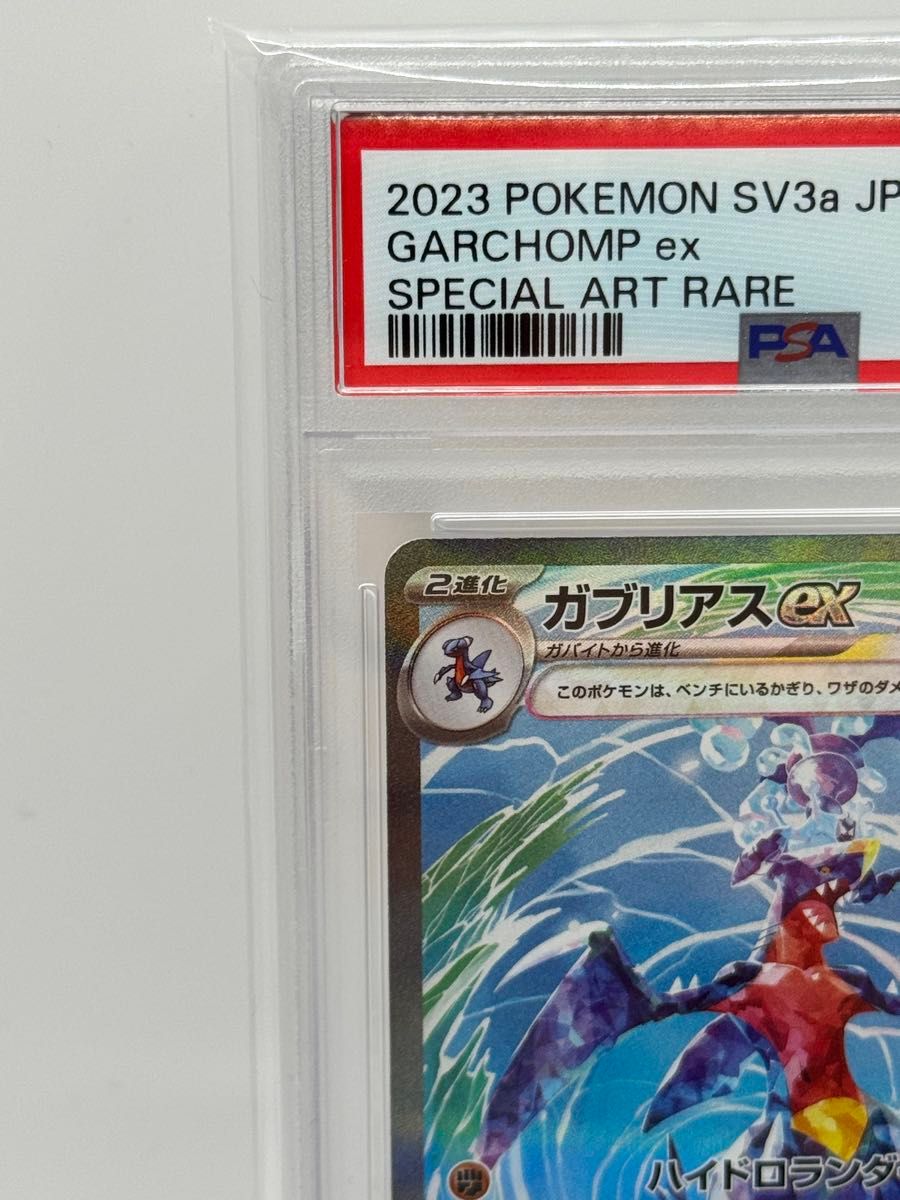 2023 POKEMON SV3a JP
GARCHOMP ex
SPECIAL ART RARE
PSA
2進化
ガブリアスex
ガバイトから進化
このポケモンは、ベンチにいるかぎり、ワザのダメ
ハイドロランダ